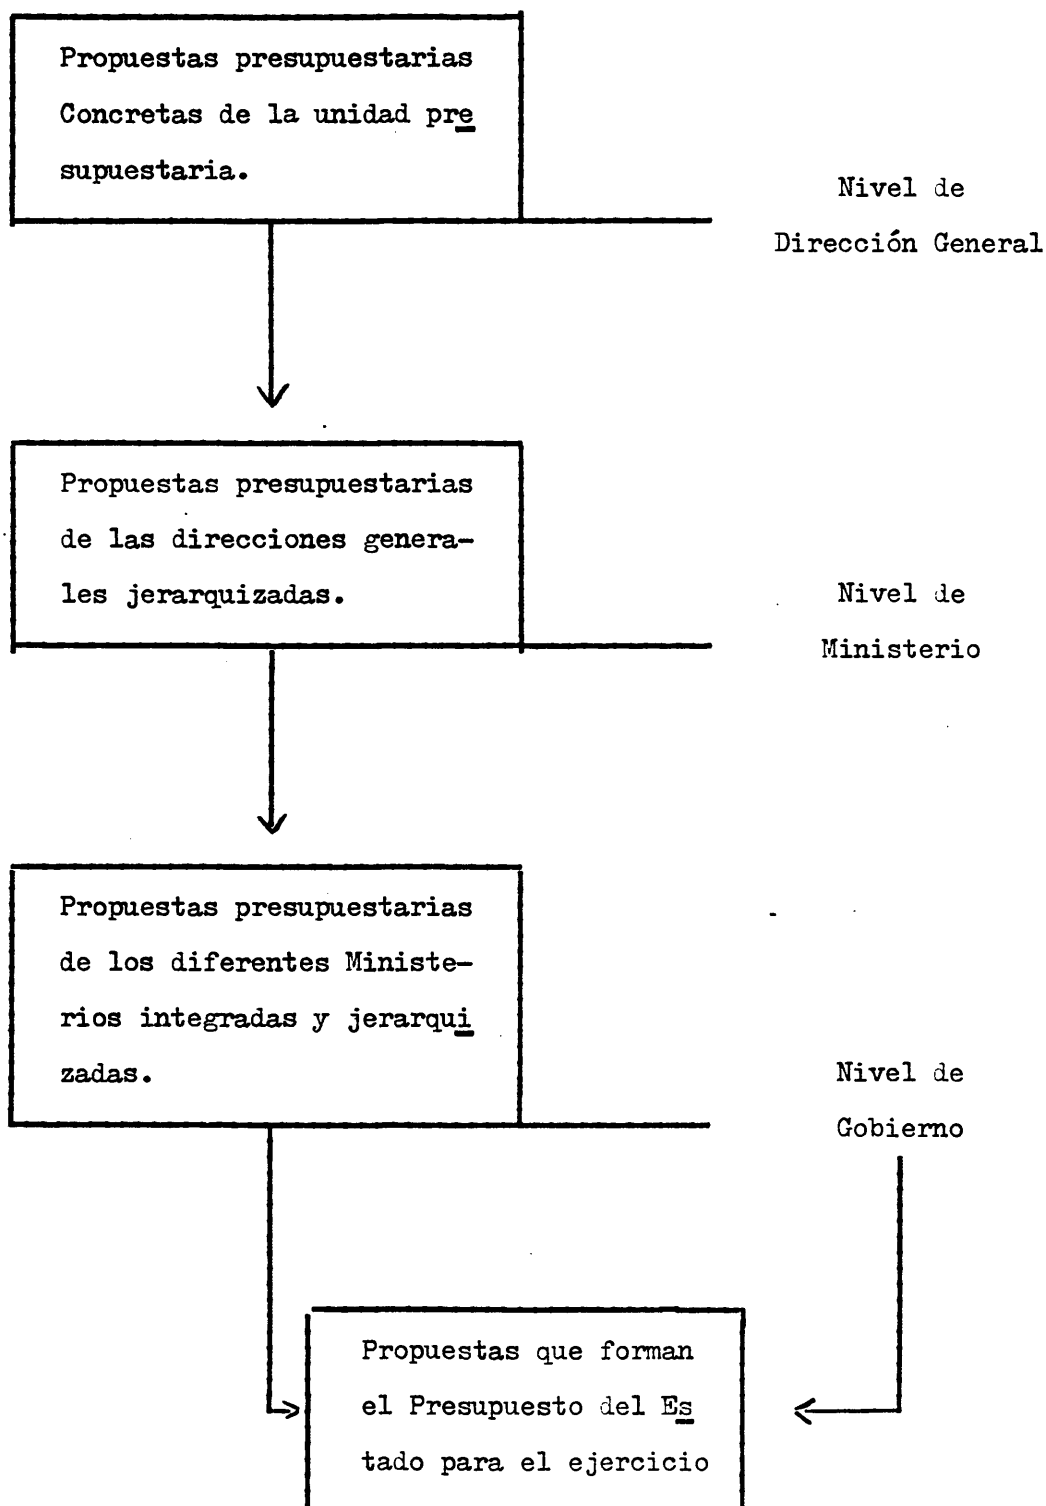 Propuestas presupuestarias
Concretas de la unidad pre
supuestaria.
Nivel de
Dirección General
Propuestas presupuestarias
de las direcciones genera-
les jerarquizadas.
Nivel de
Ministerio
Propuestas presupuestarias
de los diferentes Ministe-
rios integradas y jerarqui
zadas.
Nivel de
Gobierno
Propuestas que forman
el Presupuesto del Es
tado para el ejercicio